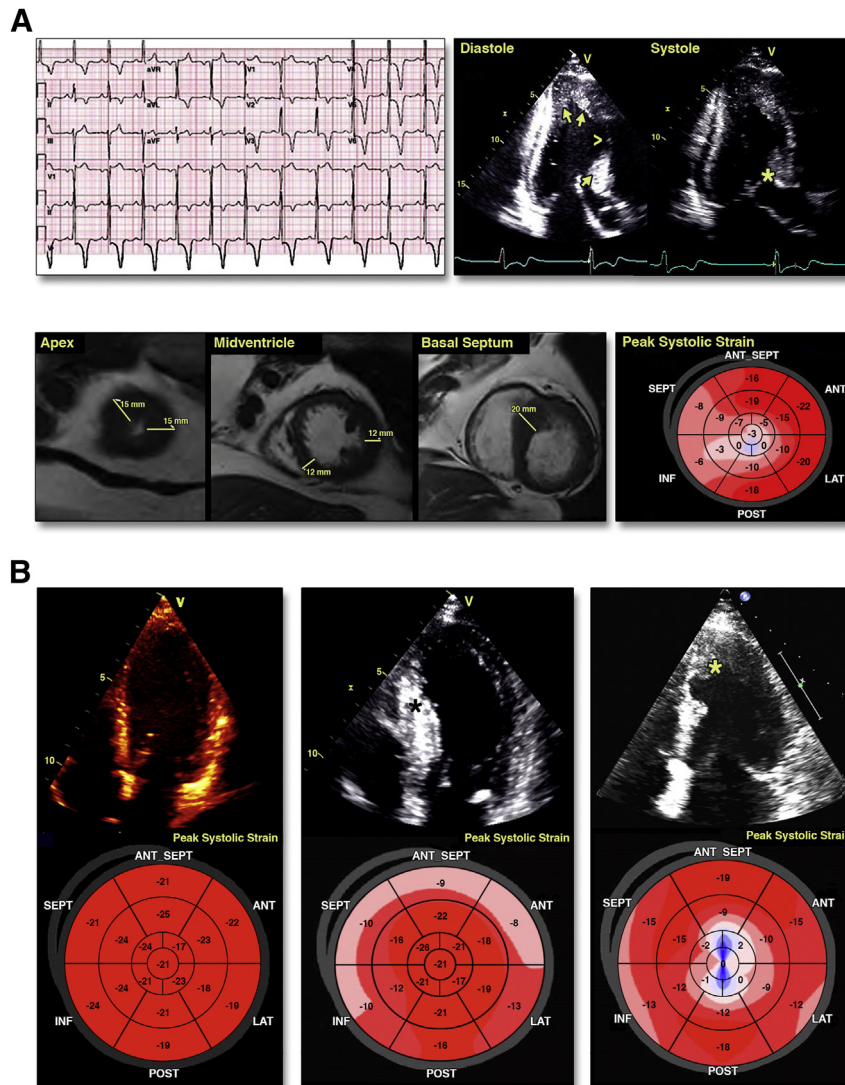 A
aVR
V1
V4
II
aVL
V2
V5
III
aVF
V3
V6
V1
II
Diastole
V
5
10
15
>
Systole
V
5
10
*
Apex
15 mm
15 mm
Midventricle
12 mm
12 mm
Basal Septum
20 mm
Peak Systolic Strain
ANT_SEPT
SEPT
ANT
INF
LAT
POST
-16
-8
-19
-22
-9
-7
-5
-3
0
0
-3
-10
-6
-10
-20
-16
B
V
5
10
V
5
10
*
*
Peak Systolic Strain
ANT_SEPT
SEPT
ANT
INF
LAT
POST
-21
-21
-25
-22
-24
-24
-17
-23
-21
-24
-21
-23
-18
-24
-21
-19
-19
Peak Systolic Strain
ANT_SEPT
SEPT
ANT
INF
LAT
POST
-9
-10
-22
-8
-16
-26
-21
-18
-21
-12
-21
-17
-14
-10
-21
-13
-16
Peak Systolic Strain
ANT_SEPT
SEPT
ANT
INF
LAT
POST
-19
-15
-9
-15
-15
-2
2
-10
0
-12
-1
0
-9
-13
-12
-12
-18